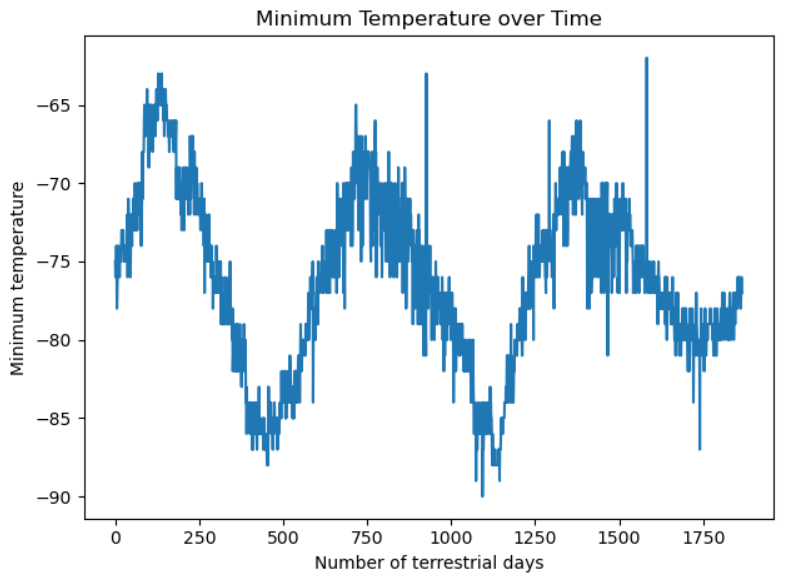 Minimum Temperature over Time
Minimum temperature
−65
−70
−75
−80
−85
−90
0 250 500 750 1000 1250 1500 1750
Number of terrestrial days